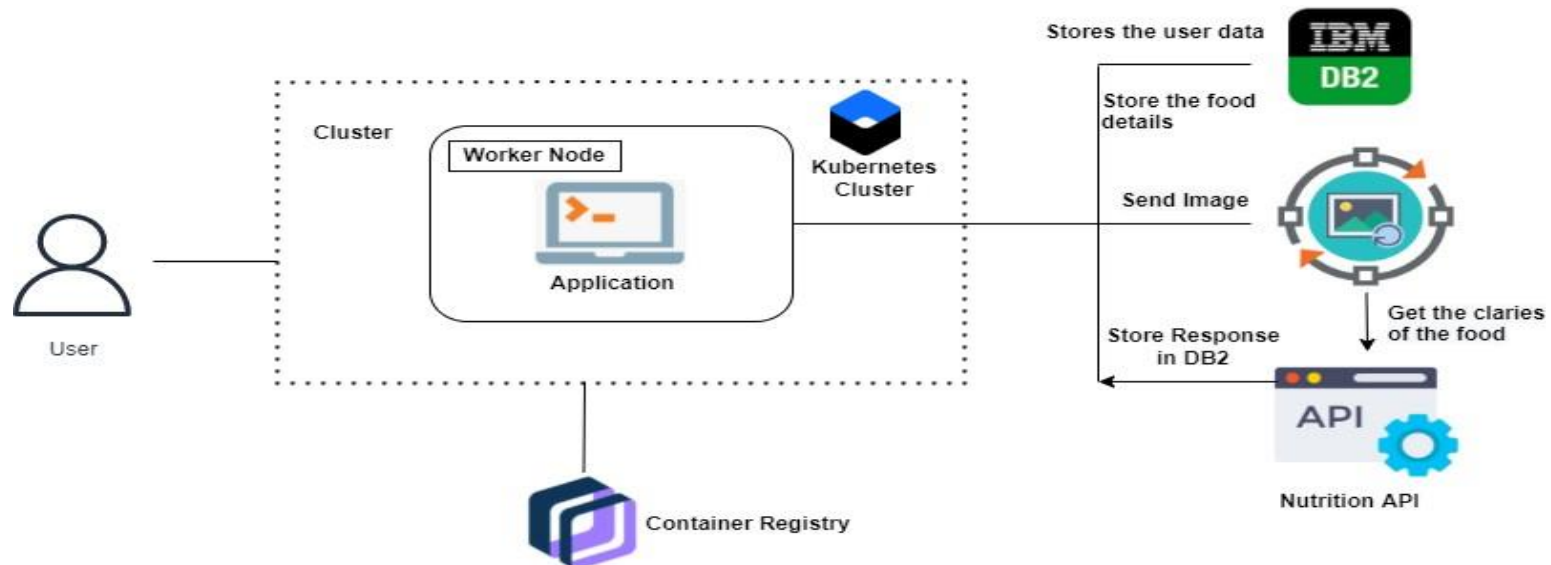 Stores the user data
IBM
DB2
Store the food
details
Cluster
Worker Node
Kubernetes
Cluster
Send Image
Application
User
Get the claries
of the food
Store Response
in DB2
API
Nutrition API
Container Registry